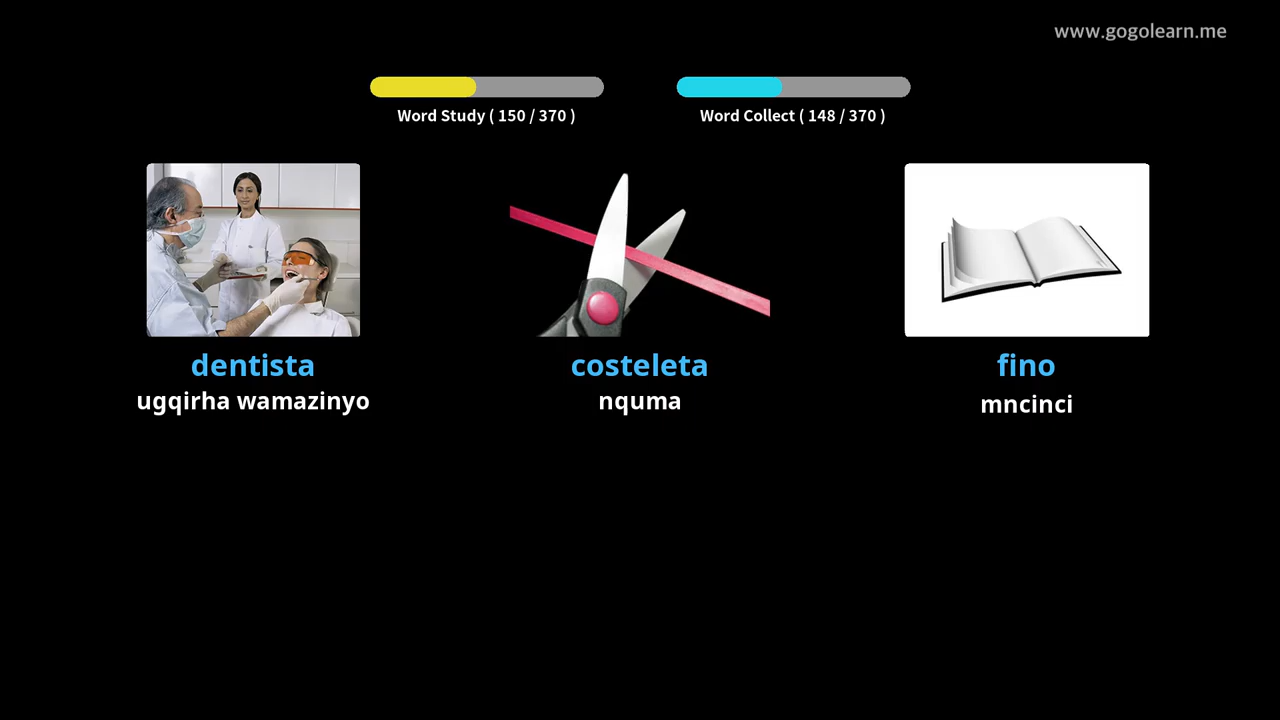 www.gogolearn.me
Word Study ( 150 / 370 )
Word Collect ( 148 / 370 )
dentista
ugqirha wamazinyo
costeleta
nquma
fino
mncinci